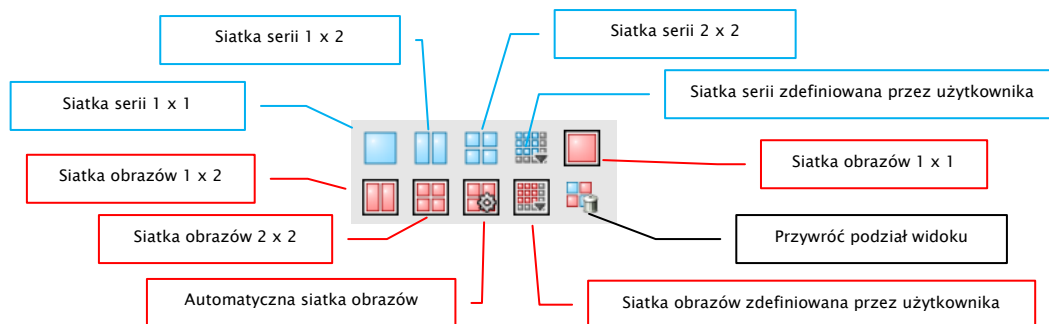 Siatka serii 1 x 2
Siatka serii 2 x 2
Siatka serii 1 x 1
Siatka serii zdefiniowana przez użytkownika
Siatka obrazów 1 x 2
Siatka obrazów 1 x 1
Siatka obrazów 2 x 2
Przywróć podział widoku
Automatyczna siatka obrazów
Siatka obrazów zdefiniowana przez użytkownika